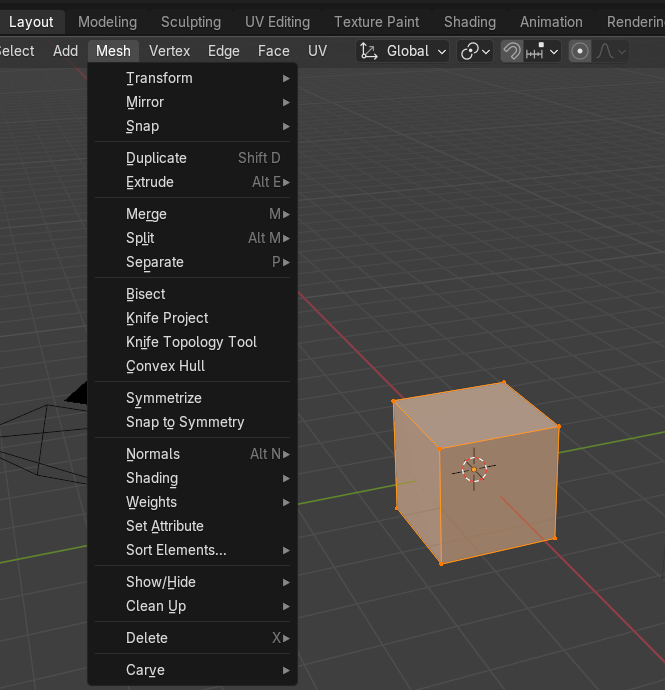 Layout Modeling Sculpting UV Editing Texture Paint Shading Animation Renderin
Select Add Mesh Vertex Edge Face UV Global
Transform
Mirror
Snap
Duplicate Shift D
Extrude Alt E
Merge M
Split Alt M
Separate P
Bisect
Knife Project
Knife Topology Tool
Convex Hull
Symmetrize
Snap to Symmetry
Normals Alt N
Shading
Weights
Set Attribute
Sort Elements...
Show/Hide
Clean Up
Delete X
Carve